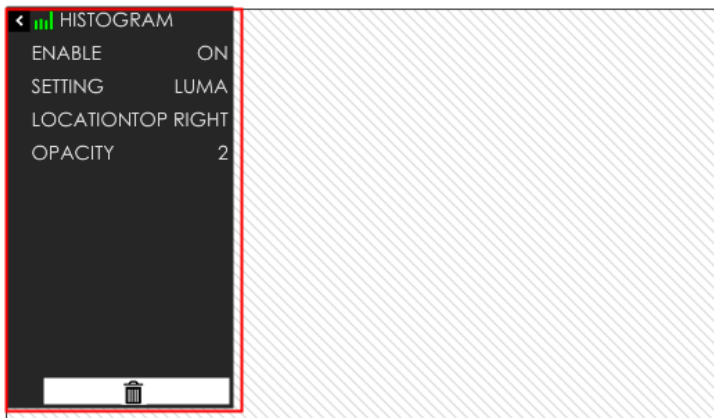 HISTOGRAM
ENABLE ON
SETTING LUMA
LOCATIONTOP RIGHT
OPACITY 2